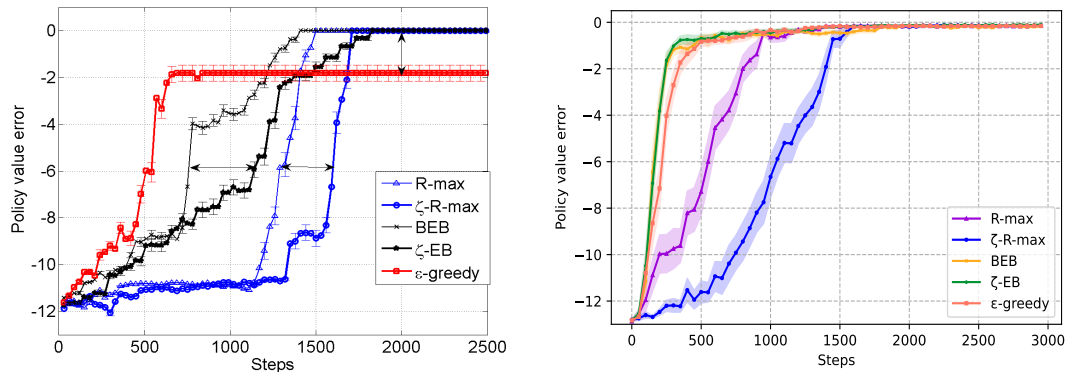 0
-2
-4
-6
-8
-10
-12
Policy value error
0
500
1000
1500
2000
2500
Steps
R-max
ζ-R-max
BEB
ζ-EB
ε-greedy
0
−2
−4
−6
−8
−10
−12
Policy value error
0
500
1000
1500
2000
2500
3000
Steps
R-max
ζ-R-max
BEB
ζ-EB
ε-greedy